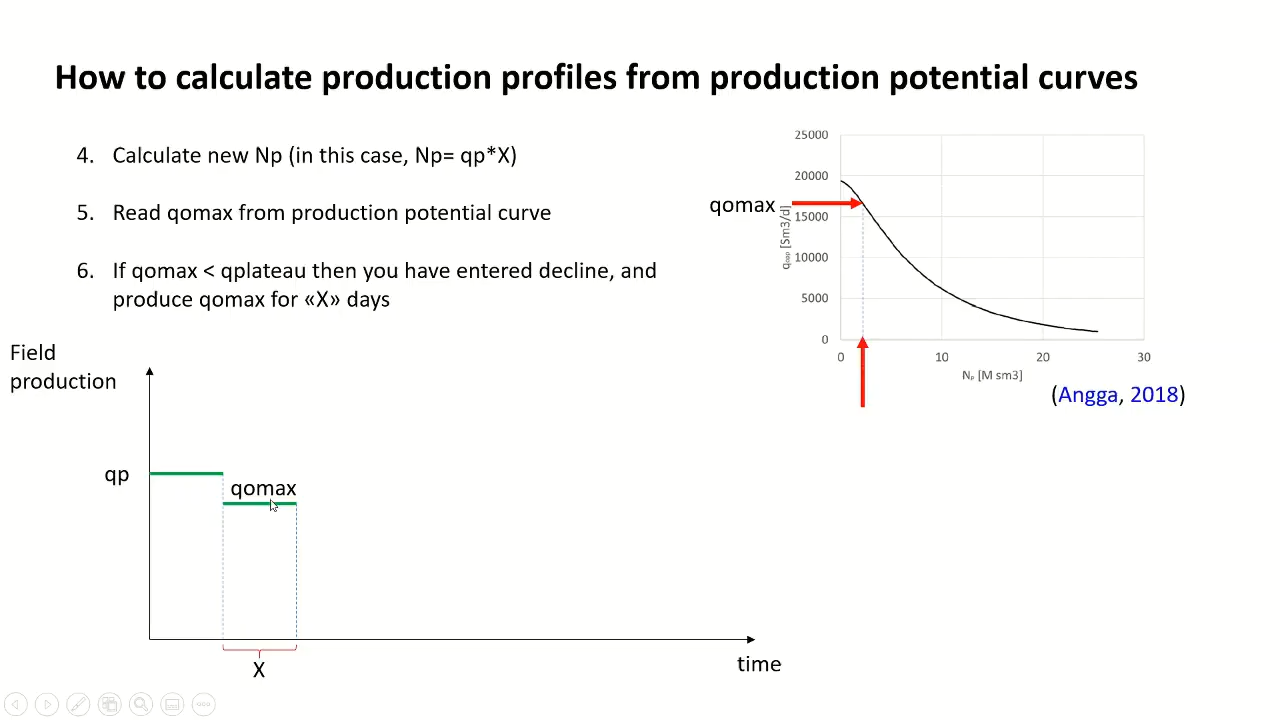 How to calculate production profiles from production potential curves
4. Calculate new Np (in this case, Np= qp*X)
5. Read qomax from production potential curve
6. If qomax < qplateau then you have entered decline, and
produce qomax for «X» days
25000
20000
15000
10000
5000
0
qomax
[Sm3/d]
0
10
20
30
Nₚ [M sm3]
(Angga, 2018)
Field
production
qp
qomax
X
time